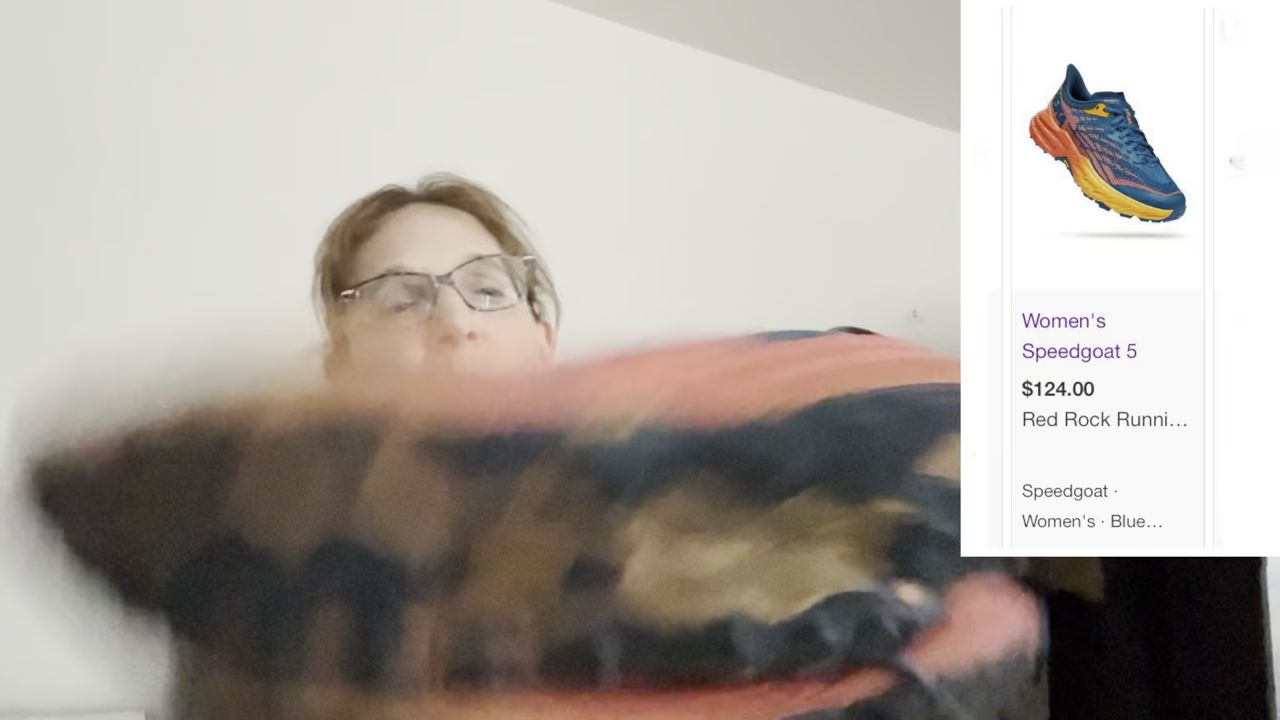 Women's
Speedgoat 5
$124.00
Red Rock Runni...
Speedgoat ·
Women's · Blue...